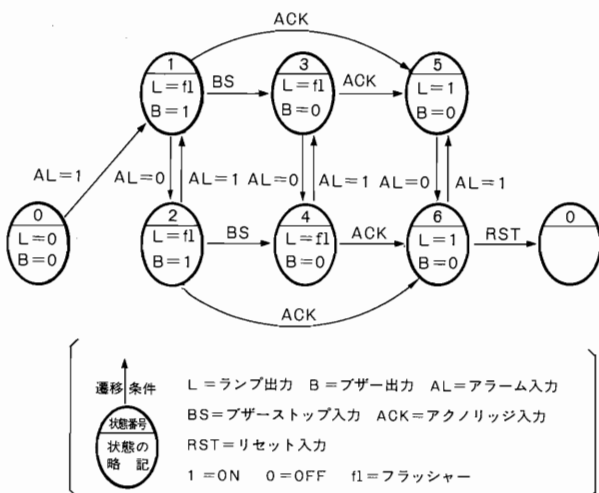 ACK
1 3 5
L=fl BS L=fl ACK L=1
B=1 B=0 B=0
AL=1 AL=0 AL=1 AL=0 AL=1 AL=0 AL=1
0 2 4 6 0
L=0 L=fl BS L=fl ACK L=1 RST
B=0 B=1 B=0 B=0
ACK
遷移条件 L=ランプ出力 B=ブザー出力 AL=アラーム入力
状態番号 BS=ブザーストップ入力 ACK=アクノリッジ入力
状態の RST=リセット入力
略記 1=ON 0=OFF fl=フラッシャー